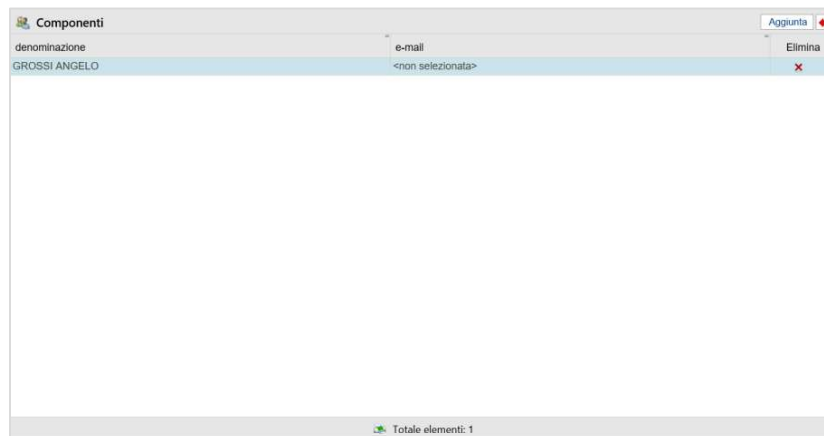 Componenti
Aggiunta
denominazione e-mail Elimina
GROSSI ANGELO <non selezionata>
Totale elementi: 1